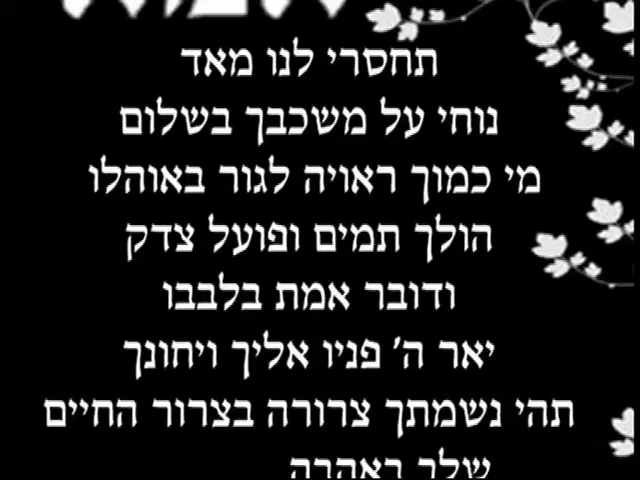 תחסרי לנו מאד
נוחי על משכבך בשלום
מי כמוך ראויה לגור באוהלו
הולך תמים ופועל צדק
ודובר אמת בלבבו
יאר ה' פניו אליך ויחונך
תהי נשמתך צרורה בצרור החיים